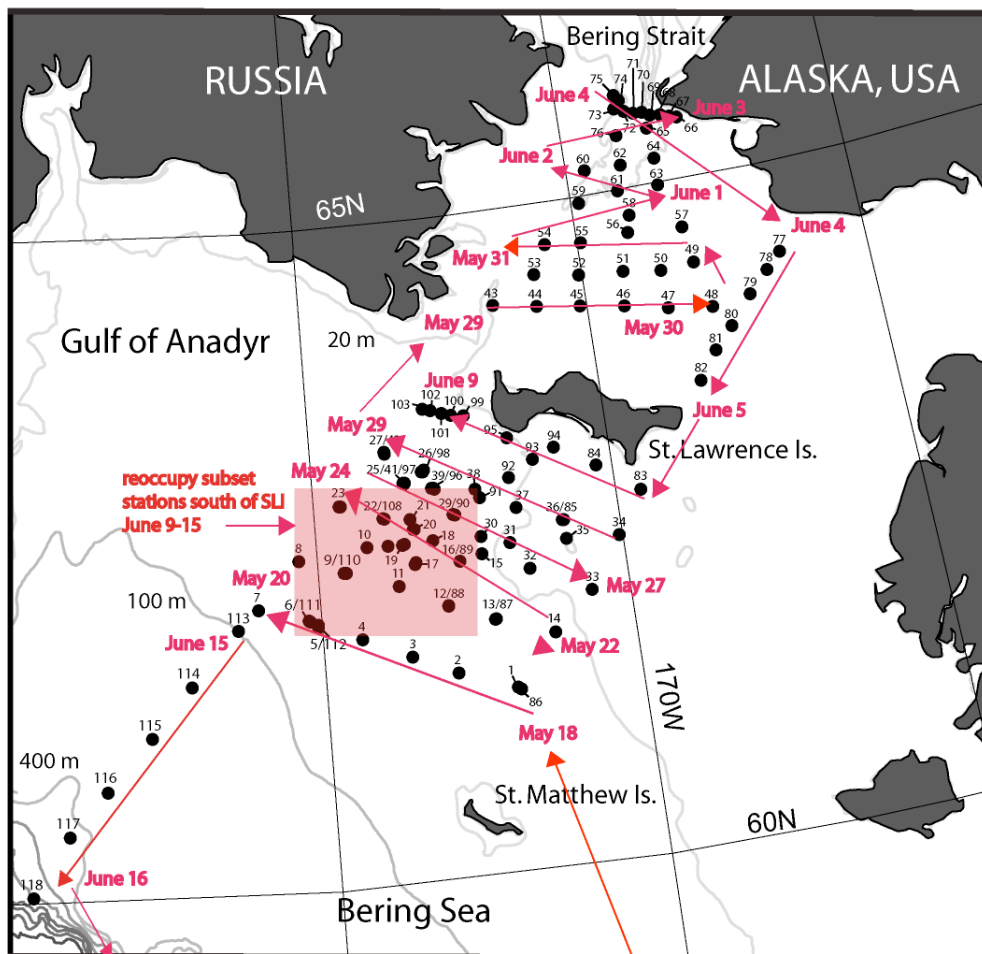 Bering Strait
RUSSIA
ALASKA, USA
71
75
74
70
69
68
67
June 4
June 3
73
72
65
66
76
64
June 2
60
62
63
61
June 1
59
65N
58
57
56
June 4
54
55
77
May 31
49
78
53
52
51
50
79
43
44
45
46
47
48
May 29
May 30
80
Gulf of Anadyr
20 m
81
82
June 9
103
102
100
99
101
June 5
May 29
95
94
St. Lawrence Is.
93
84
26/98
May 24
25/41/97
39/96
38
92
83
91
reoccupy subset
stations south of SLI
June 9-15
23
22/108
21
29/90
37
36/85
34
20
30
31
35
10
18
16/89
8
9/110
19
17
15
32
11
33
May 20
May 27
100 m
7
6/111
12/88
13/87
14
113
5/112
4
June 15
May 22
3
2
1
86
114
170W
May 18
115
400 m
116
St. Matthew Is.
117
60N
June 16
118
Bering Sea